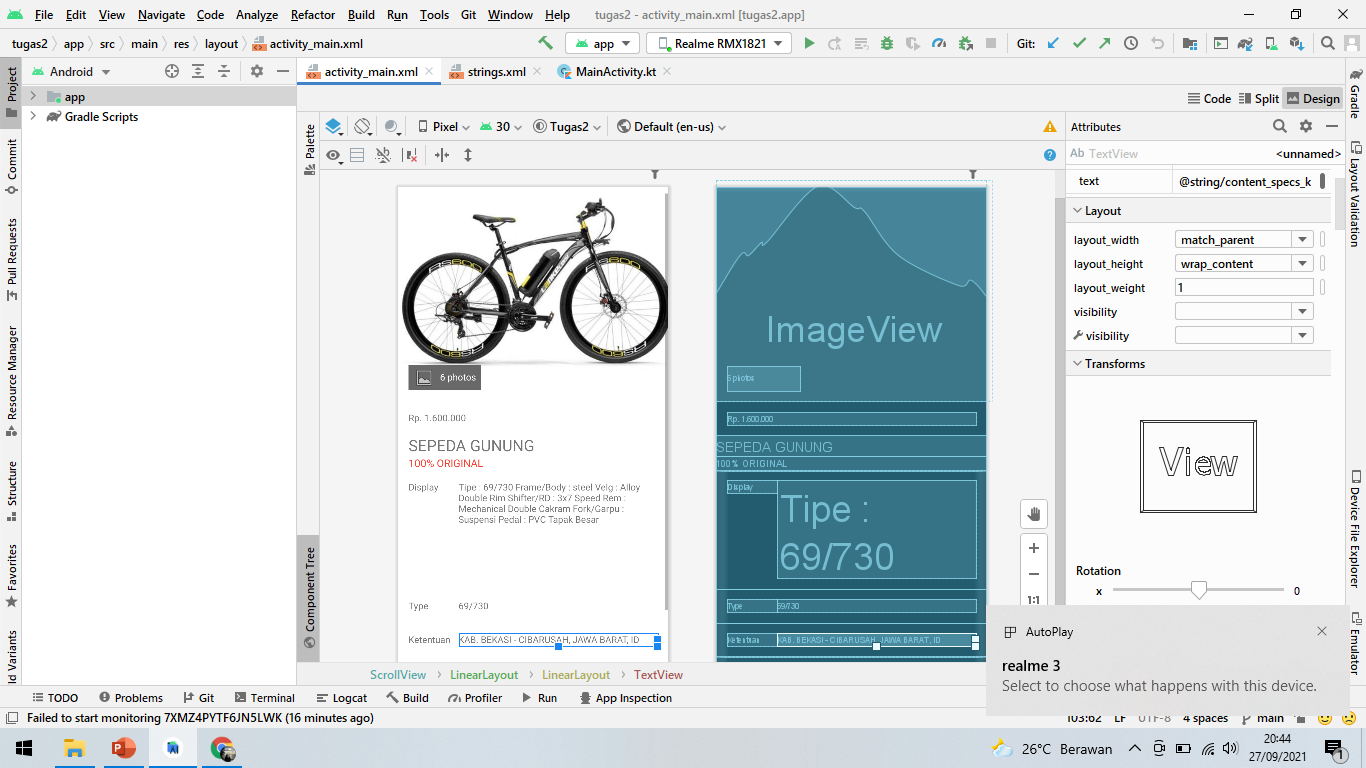 File Edit View Navigate Code Analyze Refactor Build Run Tools Git Window Help tugas2 - activity_main.xml [tugas2.app]
tugas2 app src main res layout activity_main.xml app Realme RMX1821 Git:
Project
Android
activity_main.xml strings.xml MainActivity.kt
app
Gradle Scripts
Code Split Design
Palette
Pixel 30 Tugas2 Default (en-us)
Attributes
Ab TextView <unnamed>
text @string/content_specs_k
Layout
layout_width match_parent
layout_height wrap_content
layout_weight 1
visibility
visibility
Transforms
View
Rotation
x 0
6 photos
Rp. 1.600.000
SEPEDA GUNUNG
100% ORIGINAL
Display Tipe : 69/730 Frame/Body : steel Velg : Alloy
Double Rim Shifter/RD : 3x7 Speed Rem :
Mechanical Double Cakram Fork/Garpu :
Suspensi Pedal : PVC Tapak Besar
Type 69/730
Ketentuan KAB. BEKASI - CIBARUSAH, JAWA BARAT, ID
ImageView
6 photos
Rp. 1.600.000
SEPEDA GUNUNG
100% ORIGINAL
Display
Tipe :
69/730
Type 69/730
Ketentuan KAB. BEKASI - CIBARUSAH, JAWA BARAT, ID
1:1
Component Tree
Commit
Pull Requests
Resource Manager
Structure
Favorites
ld Variants
Gradle
Layout Validation
Device File Explorer
Emulator
ScrollView LinearLayout LinearLayout TextView
AutoPlay
realme 3
Select to choose what happens with this device.
TODO Problems Git Terminal Logcat Build Profiler Run App Inspection
Failed to start monitoring 7XMZ4PYTF6JN5LWK (16 minutes ago) 103:62 LF UTF-8 4 spaces main
26°C Berawan
20:44
27/09/2021
1